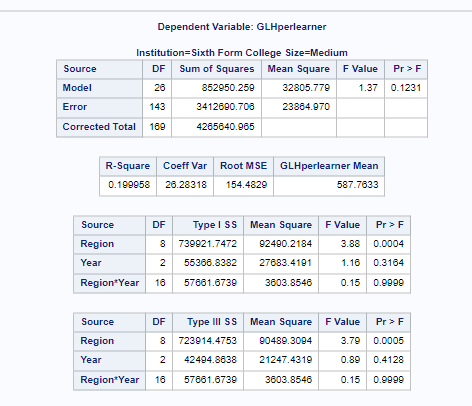 Dependent Variable: GLHperlearner
Institution=Sixth Form College Size=Medium
Source DF Sum of Squares Mean Square F Value Pr > F
Model 26 852950.259 32805.779 1.37 0.1231
Error 143 3412690.706 23864.970
Corrected Total 169 4265640.965
R-Square Coeff Var Root MSE GLHperlearner Mean
0.199958 26.28318 154.4829 587.7633
Source DF Type I SS Mean Square F Value Pr > F
Region 8 739921.7472 92490.2184 3.88 0.0004
Year 2 55366.8382 27683.4191 1.16 0.3164
Region*Year 16 57661.6739 3603.8546 0.15 0.9999
Source DF Type III SS Mean Square F Value Pr > F
Region 8 723914.4753 90489.3094 3.79 0.0005
Year 2 42494.8638 21247.4319 0.89 0.4128
Region*Year 16 57661.6739 3603.8546 0.15 0.9999